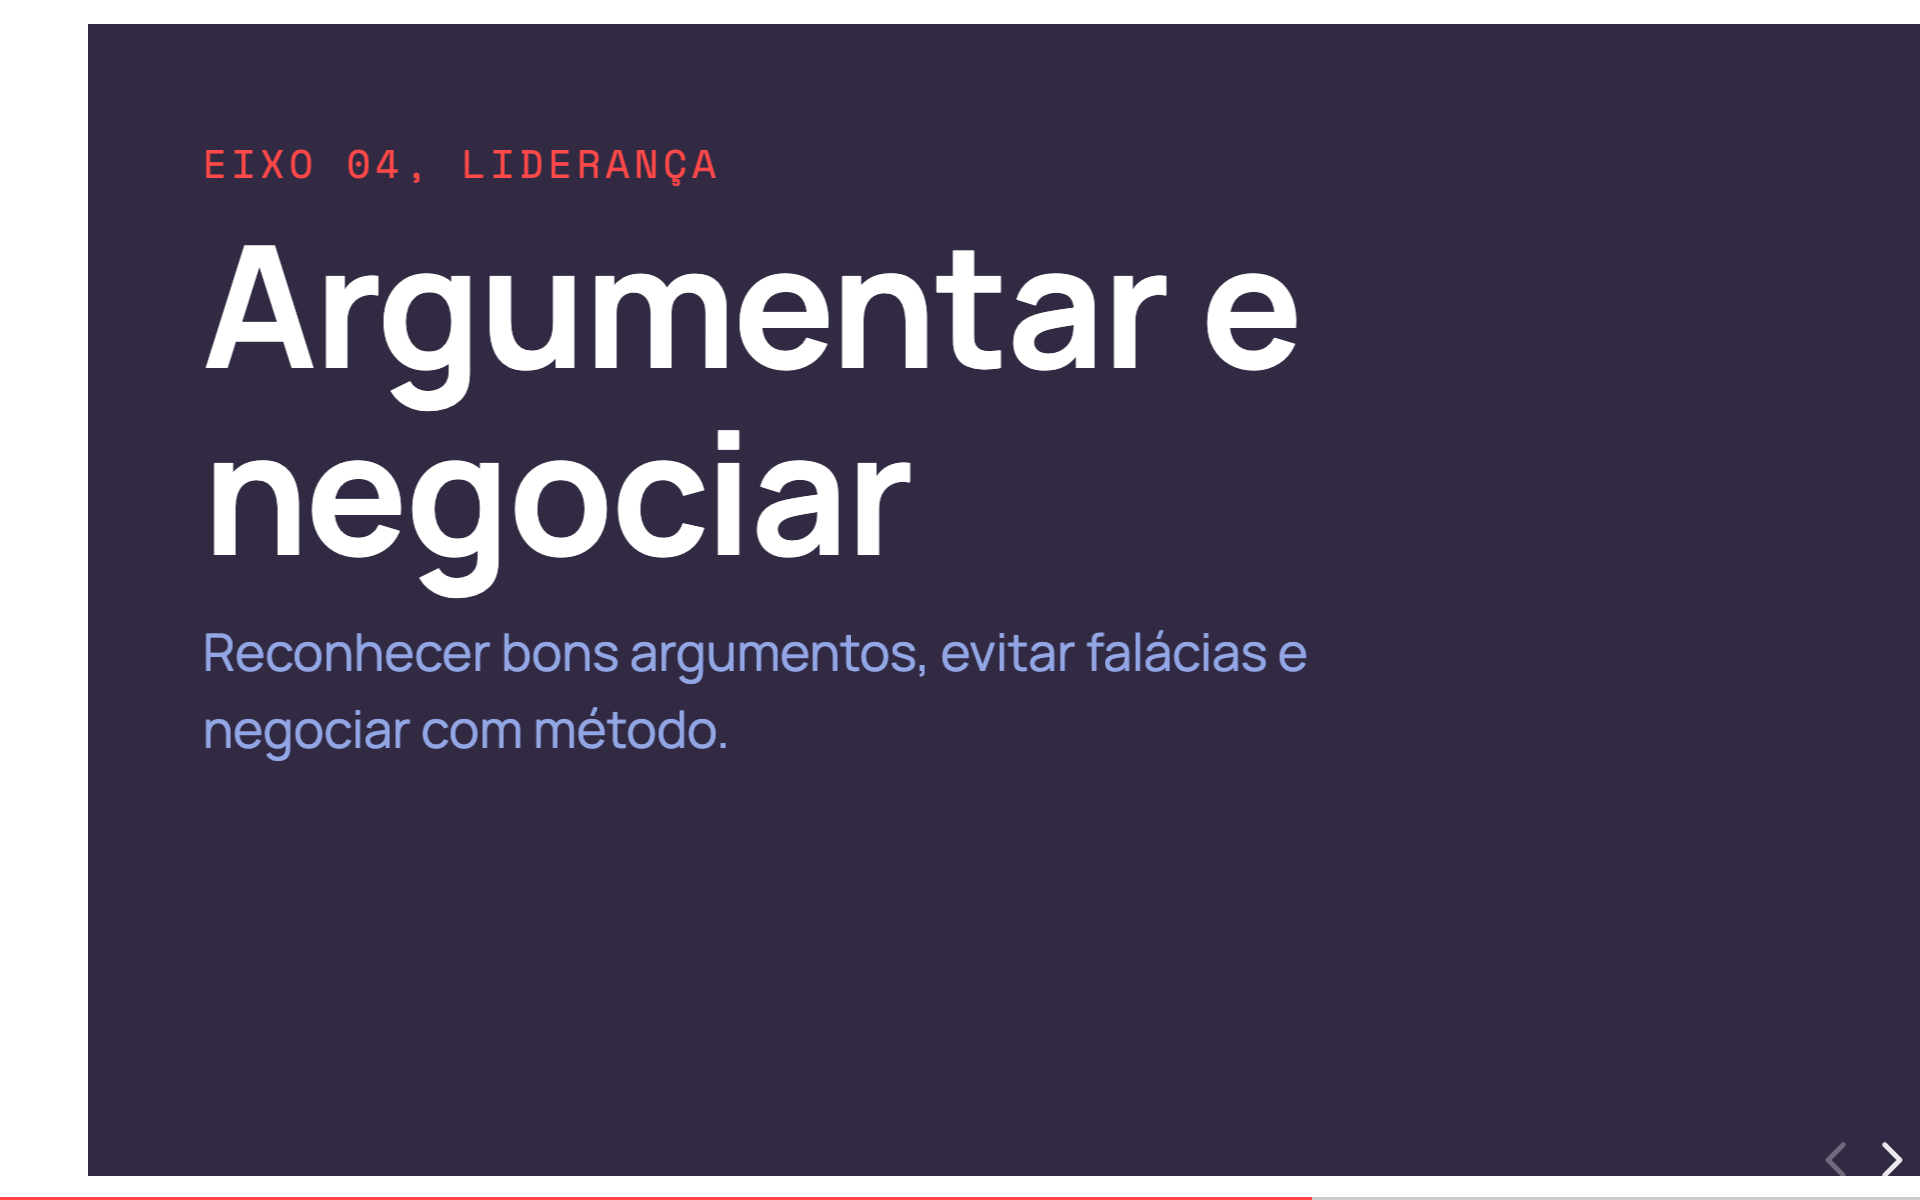 EIXO 04, LIDERANÇA
Argumentar e
negociar
Reconhecer bons argumentos, evitar falácias e
negociar com método.